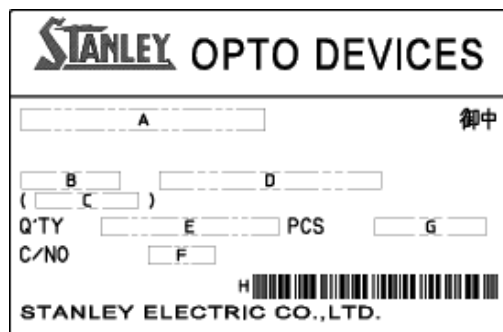 STANLEY OPTO DEVICES
A 御中
B D
( C )
Q'TY E PCS G
C/NO F
H
STANLEY ELECTRIC CO.,LTD.